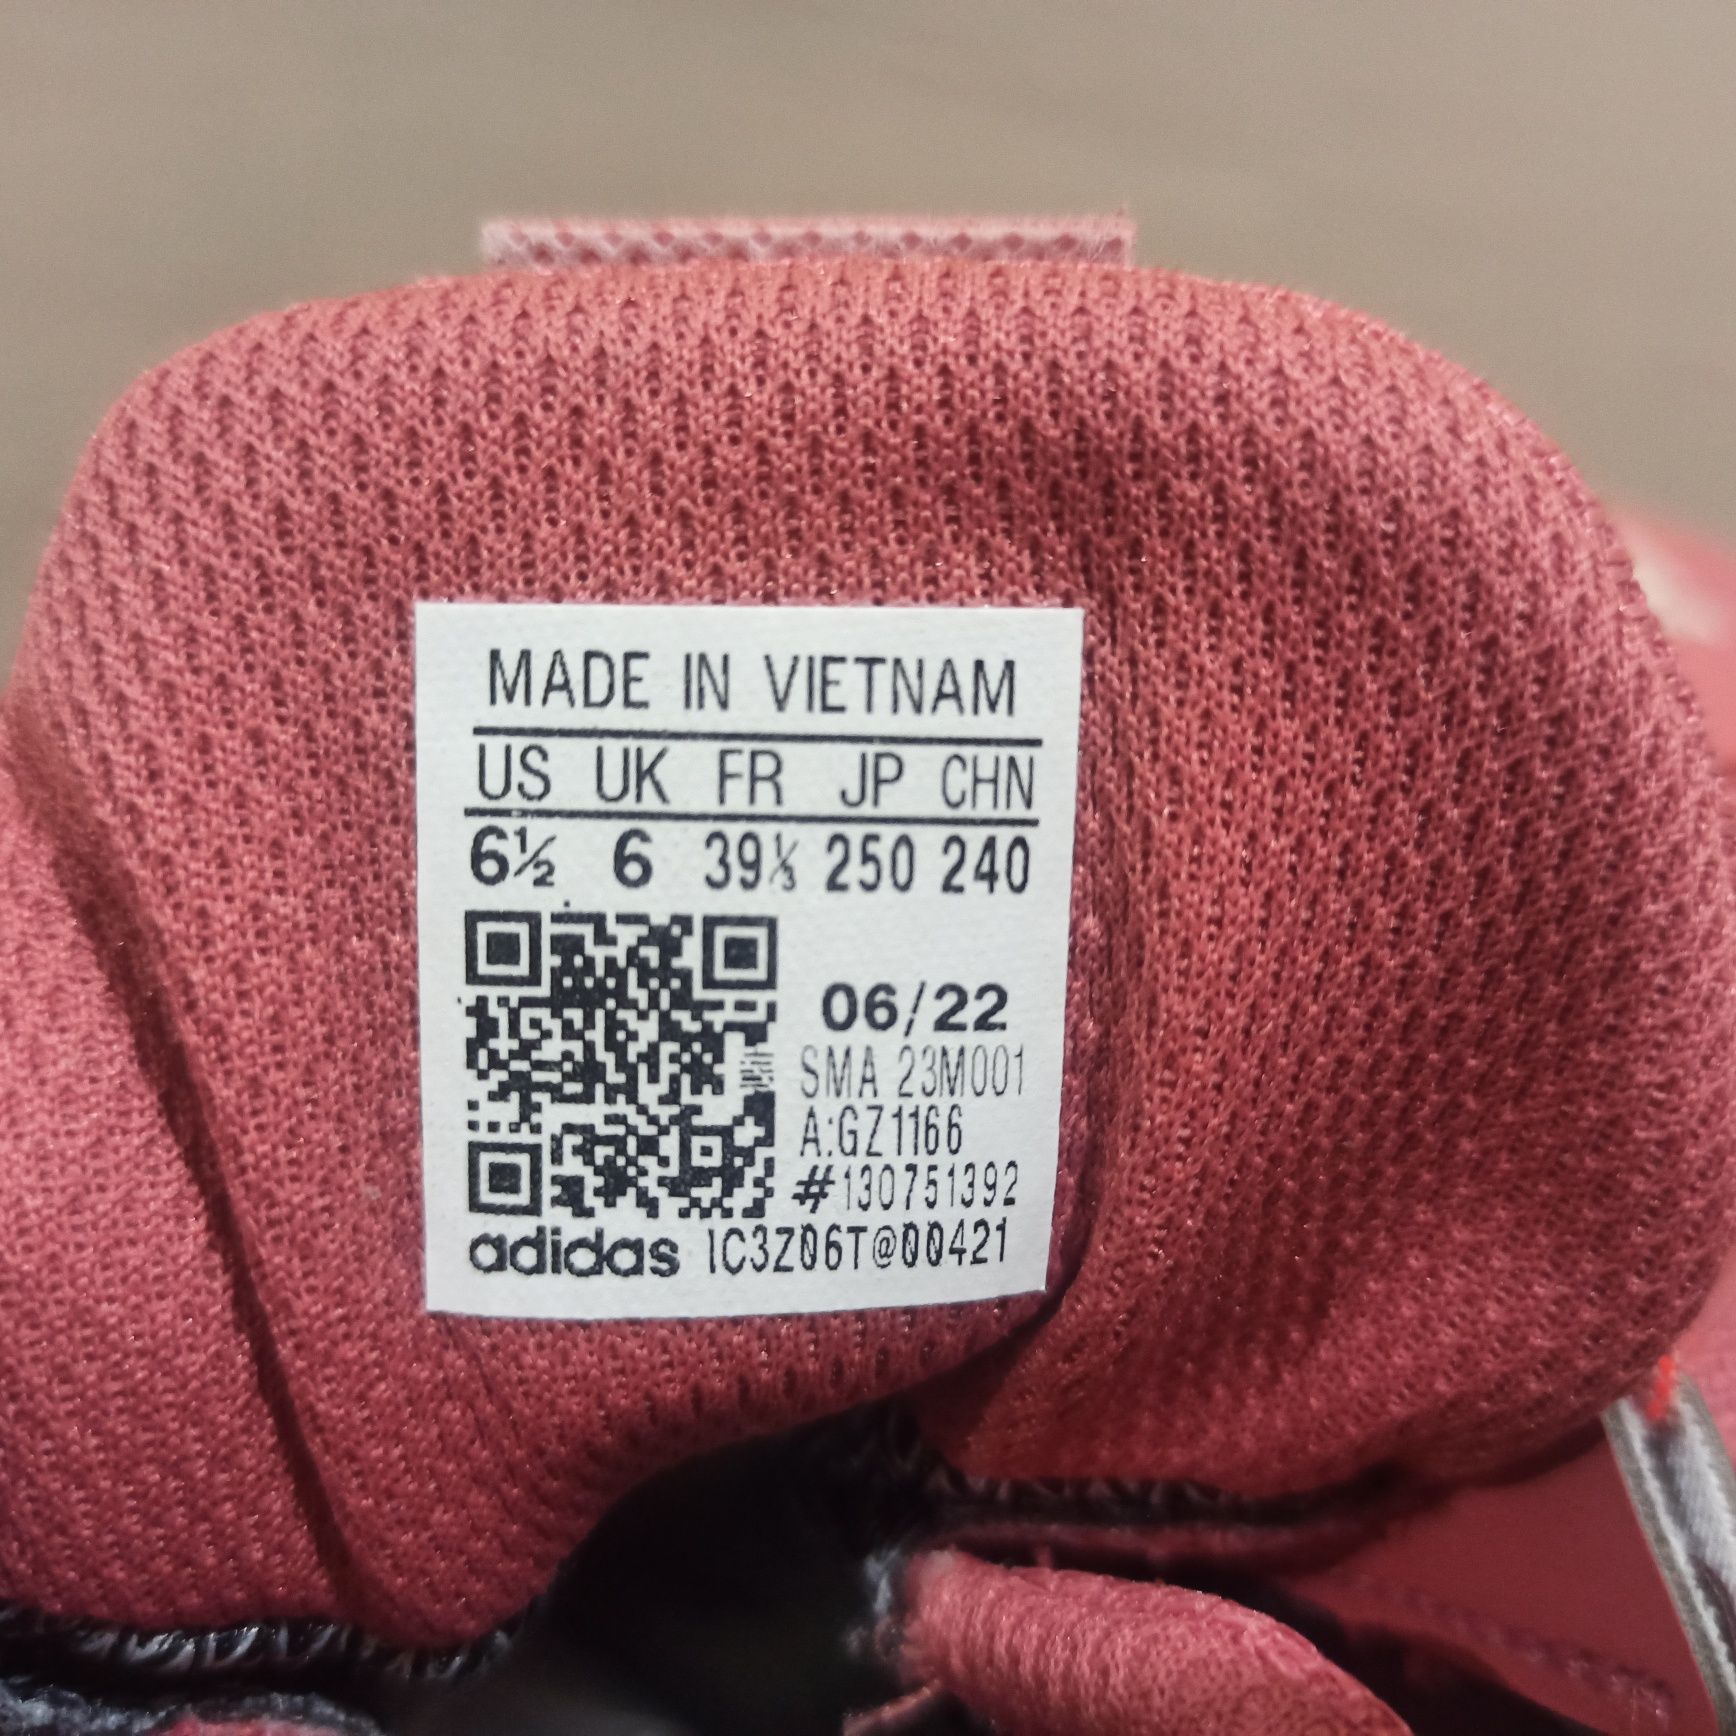 MADE IN VIETNAM
US UK FR JP CHN
6½ 6 39⅓ 250 240
06/22
SMA 23M001
A:GZ1166
#130751392
adidas 1C3Z06T@00421